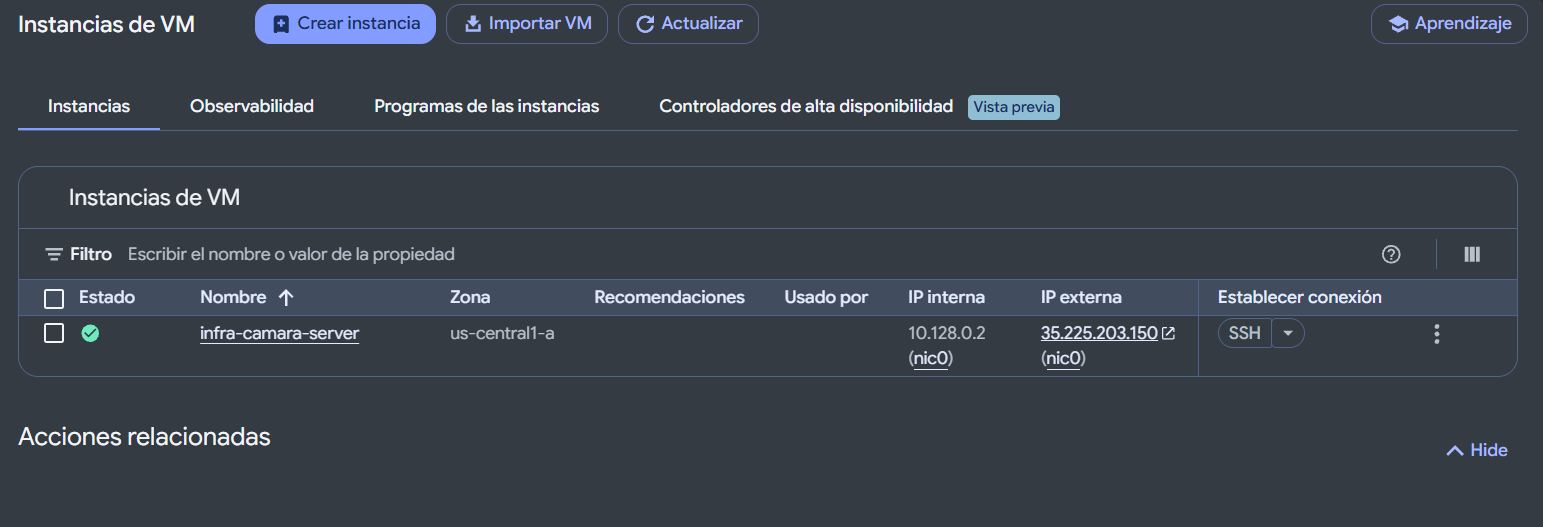 Instancias de VM
Crear instancia
Importar VM
Actualizar
Aprendizaje
Instancias
Observabilidad
Programas de las instancias
Controladores de alta disponibilidad
Vista previa
Instancias de VM
Filtro
Escribir el nombre o valor de la propiedad
Estado
Nombre
Zona
Recomendaciones
Usado por
IP interna
IP externa
Establecer conexión
infra-camara-server
us-central1-a
10.128.0.2
(nic0)
35.225.203.150
(nic0)
SSH
Acciones relacionadas
Hide